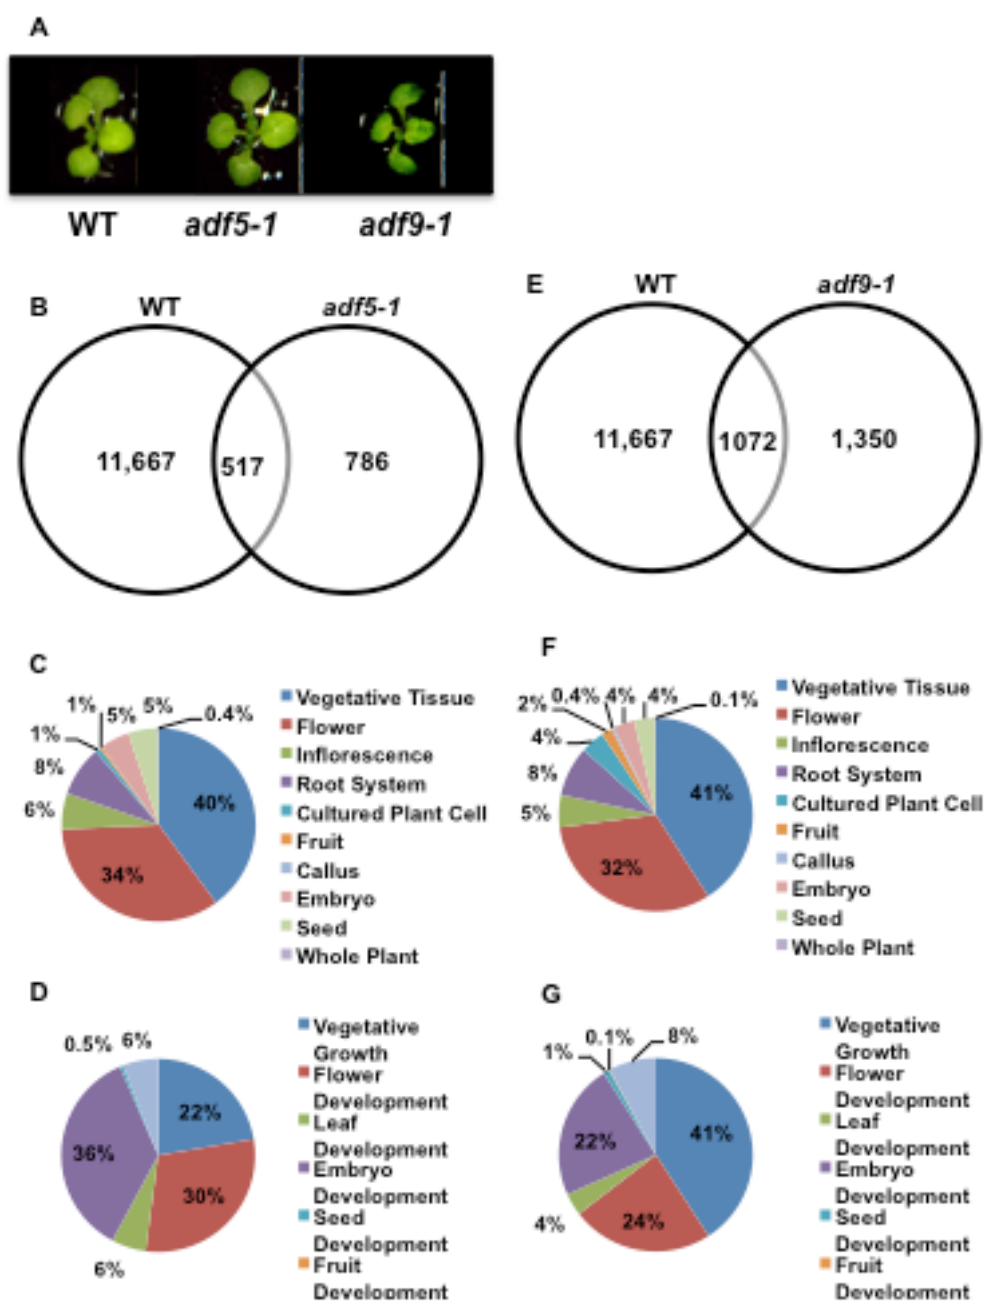 A
WT adf5-1 adf9-1
B
WT adf5-1
11,667 517 786
E
WT adf9-1
11,667 1072 1,350
C
1% 5% 5% 0.4%
1%
8%
6%
40%
34%
Vegetative Tissue
Flower
Inflorescence
Root System
Cultured Plant Cell
Fruit
Callus
Embryo
Seed
Whole Plant
F
2% 0.4% 4% 4% 0.1%
4%
8%
5%
41%
32%
Vegetative Tissue
Flower
Inflorescence
Root System
Cultured Plant Cell
Fruit
Callus
Embryo
Seed
Whole Plant
D
0.5% 6%
22%
36%
30%
6%
Vegetative
Growth
Flower
Development
Leaf
Development
Embryo
Development
Seed
Development
Fruit
Development
G
1% 0.1% 8%
41%
22%
24%
4%
Vegetative
Growth
Flower
Development
Leaf
Development
Embryo
Development
Seed
Development
Fruit
Development